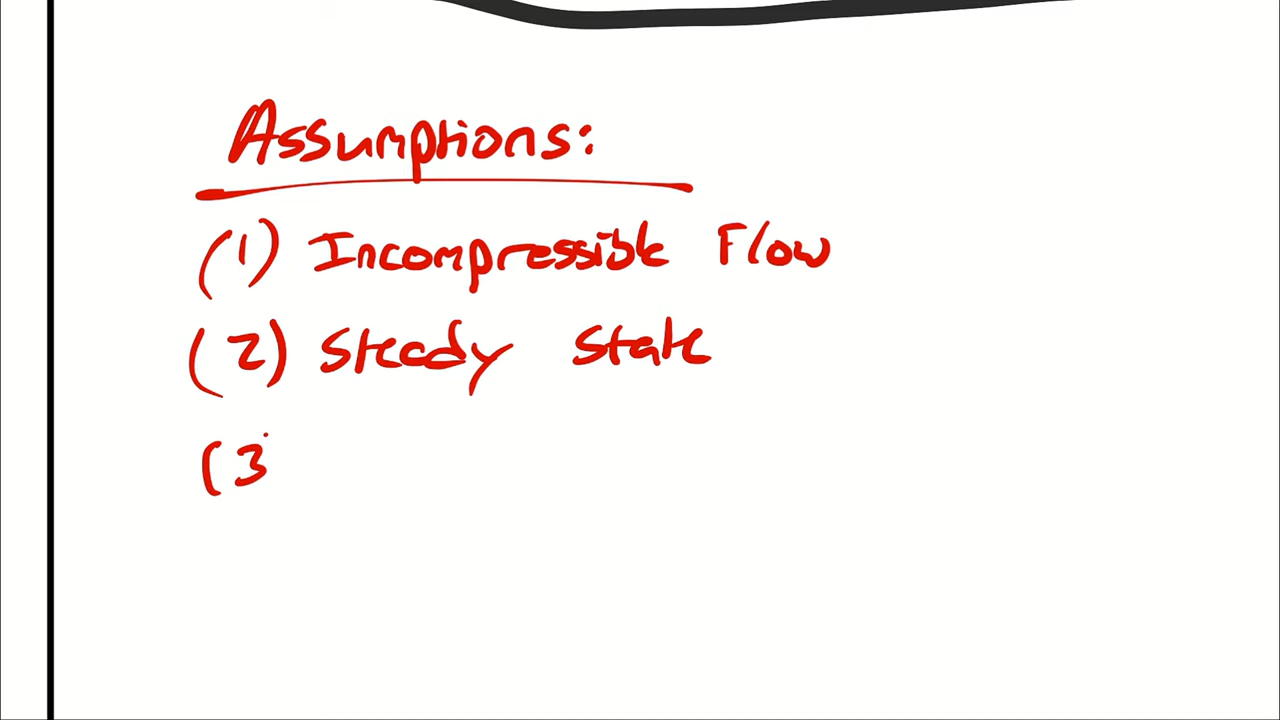 Assumptions:
(1) Incompressible Flow
(2) Steady State
(3